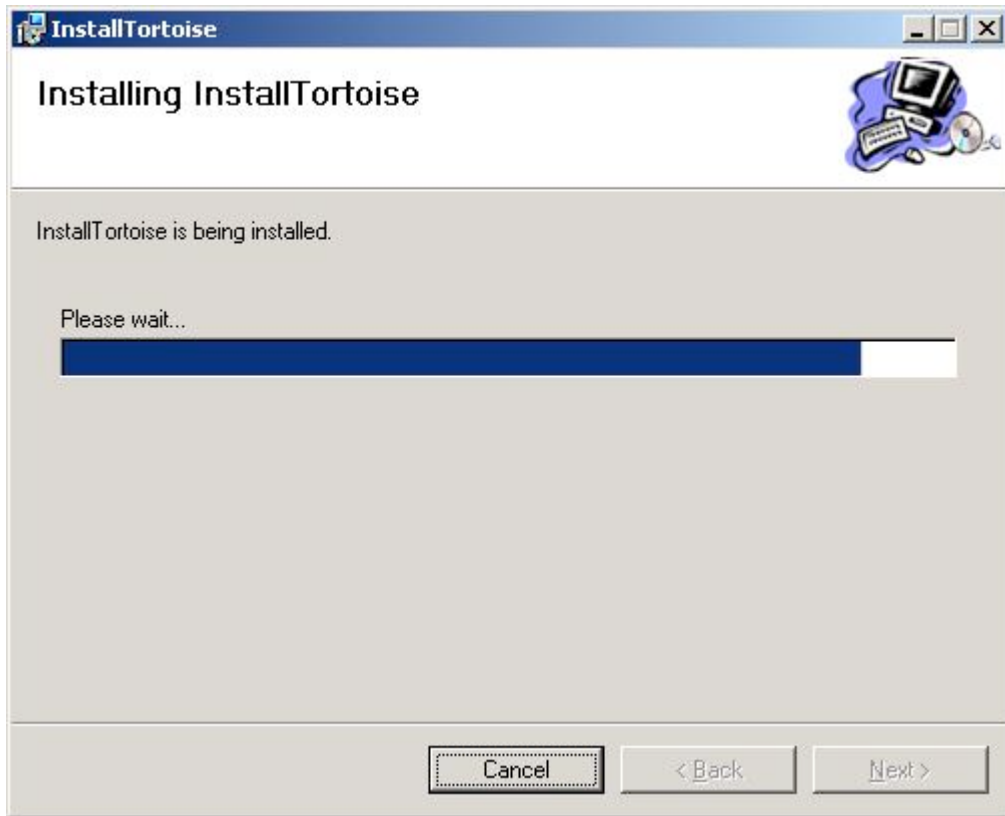 InstallTortoise
Installing InstallTortoise
InstallTortoise is being installed.
Please wait...
Cancel
< Back
Next >